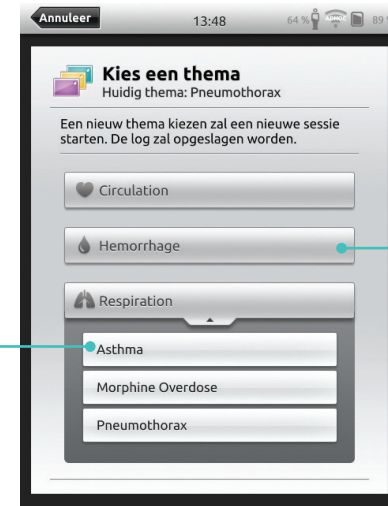 Annuleer 13:48 64 % 89
Kies een thema
Huidig thema: Pneumothorax
Een nieuw thema kiezen zal een nieuwe sessie
starten. De log zal opgeslagen worden.
Circulation
Hemorrhage
Respiration
Asthma
Morphine Overdose
Pneumothorax